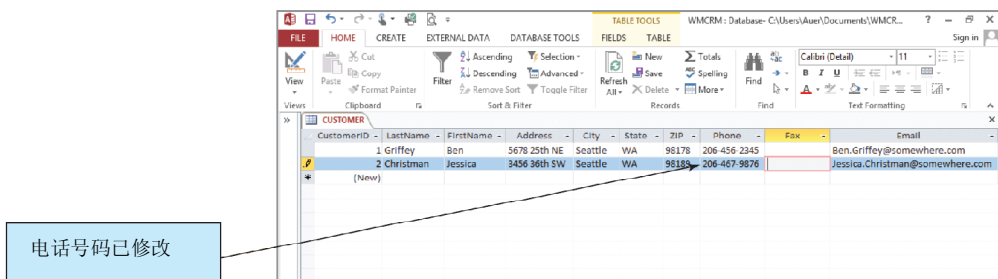 TABLE TOOLS WMCRM : Database- C:\Users\Auer\Documents\WMCR... ?
Sign in
FILE HOME CREATE EXTERNAL DATA DATABASE TOOLS FIELDS TABLE
View Paste Cut Copy Format Painter
Filter Ascending Descending Remove Sort Selection Advanced Toggle Filter
Refresh All New Save Delete Totals Spelling More
Find Calibri (Detail) 11
B I U A
Views Clipboard Sort & Filter Records Find Text Formatting
CUSTOMER
CustomerID LastName FirstName Address City State ZIP Phone Fax Email
1 Griffey Ben 5678 25th NE Seattle WA 98178 206-456-2345 Ben.Griffey@somewhere.com
2 Christman Jessica 3456 36th SW Seattle WA 98189 206-467-9876 Jessica.Christman@somewhere.com
(New)
电话号码已修改